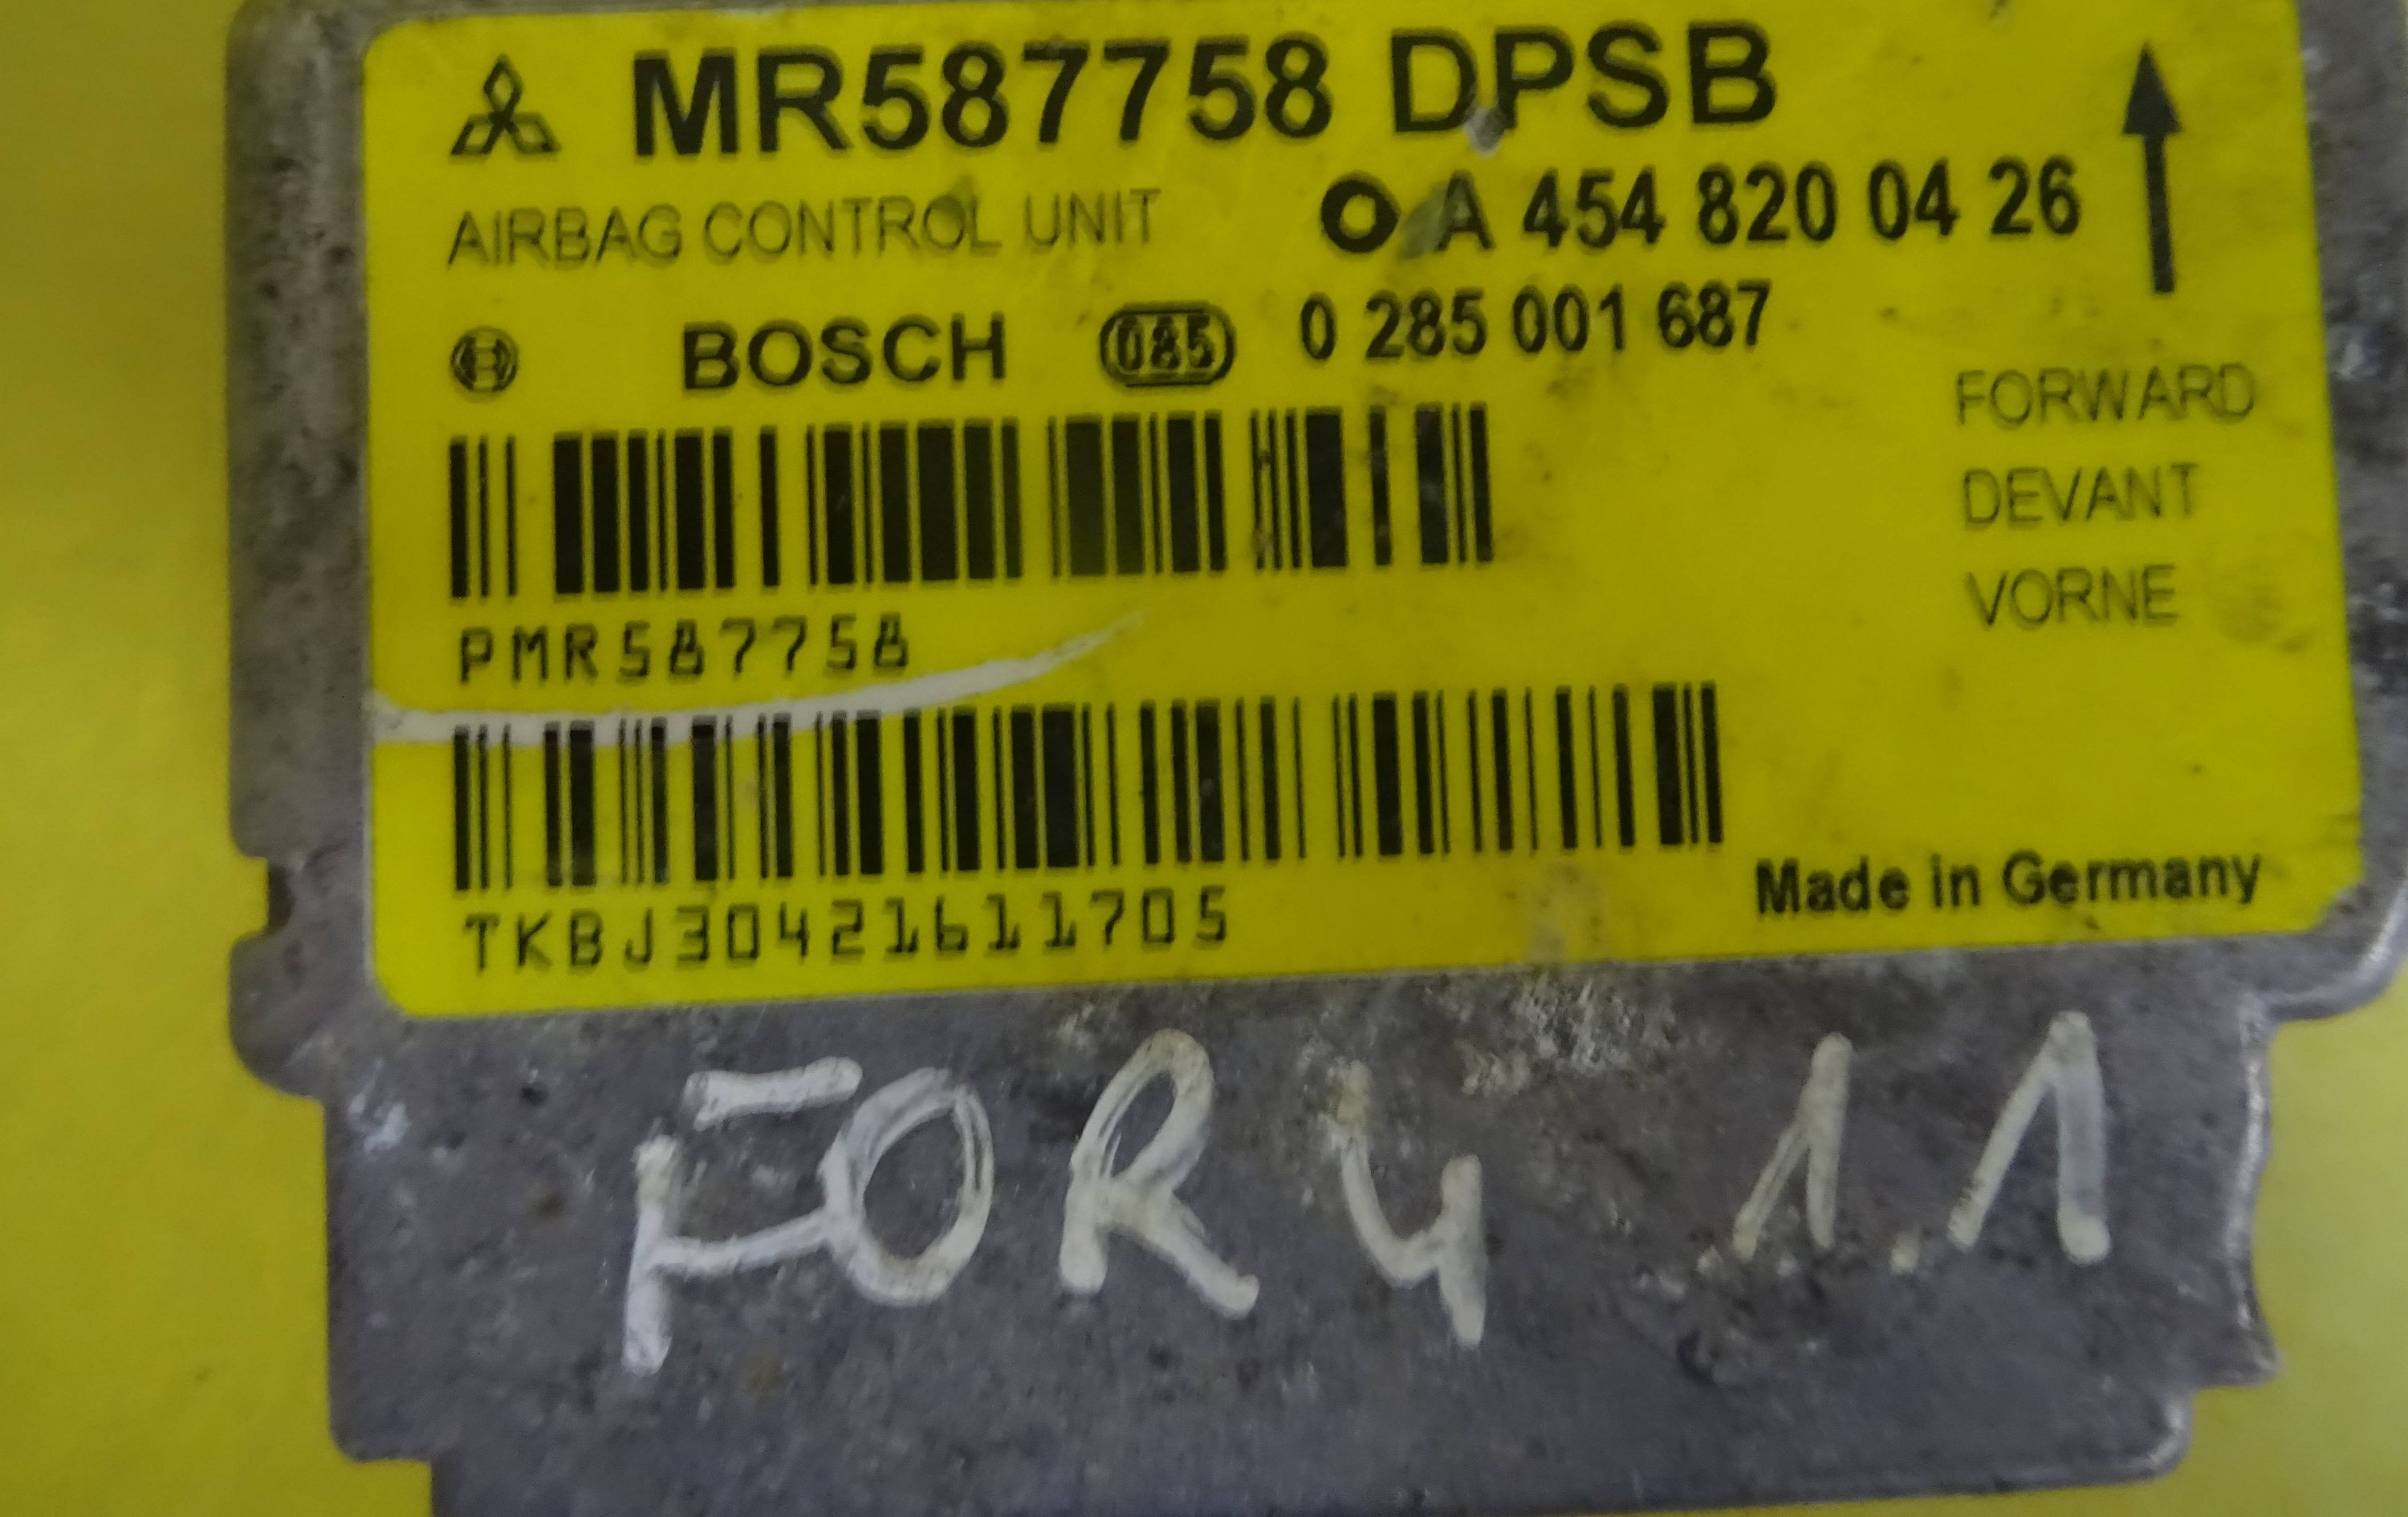 MR587758 DPSB
AIRBAG CONTROL UNIT A 454 820 04 26
BOSCH 085 0 285 001 687
FORWARD
DEVANT
VORNE
PMR587758
TKBJ30421611705
Made in Germany
FOR4 1.1